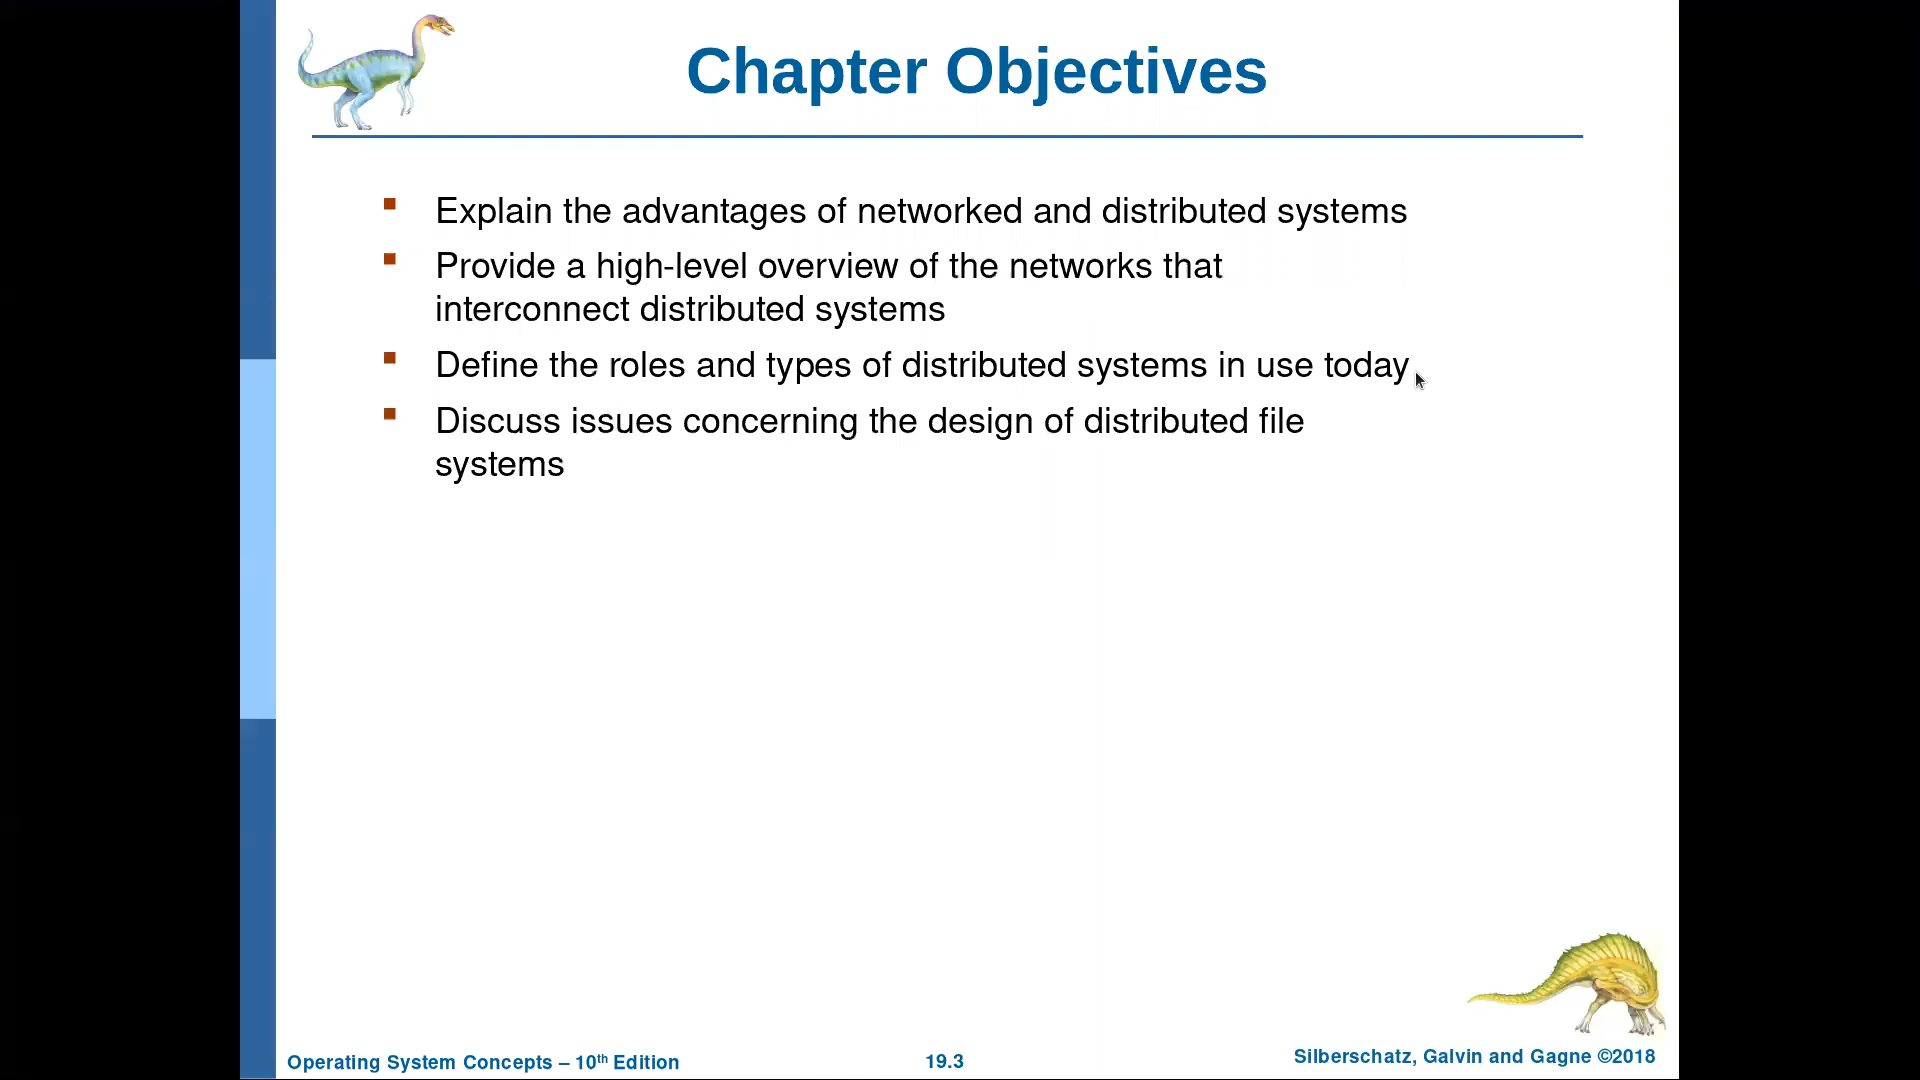 Chapter Objectives
Explain the advantages of networked and distributed systems
Provide a high-level overview of the networks that
interconnect distributed systems
Define the roles and types of distributed systems in use today
Discuss issues concerning the design of distributed file
systems
Operating System Concepts – 10th Edition
19.3
Silberschatz, Galvin and Gagne ©2018